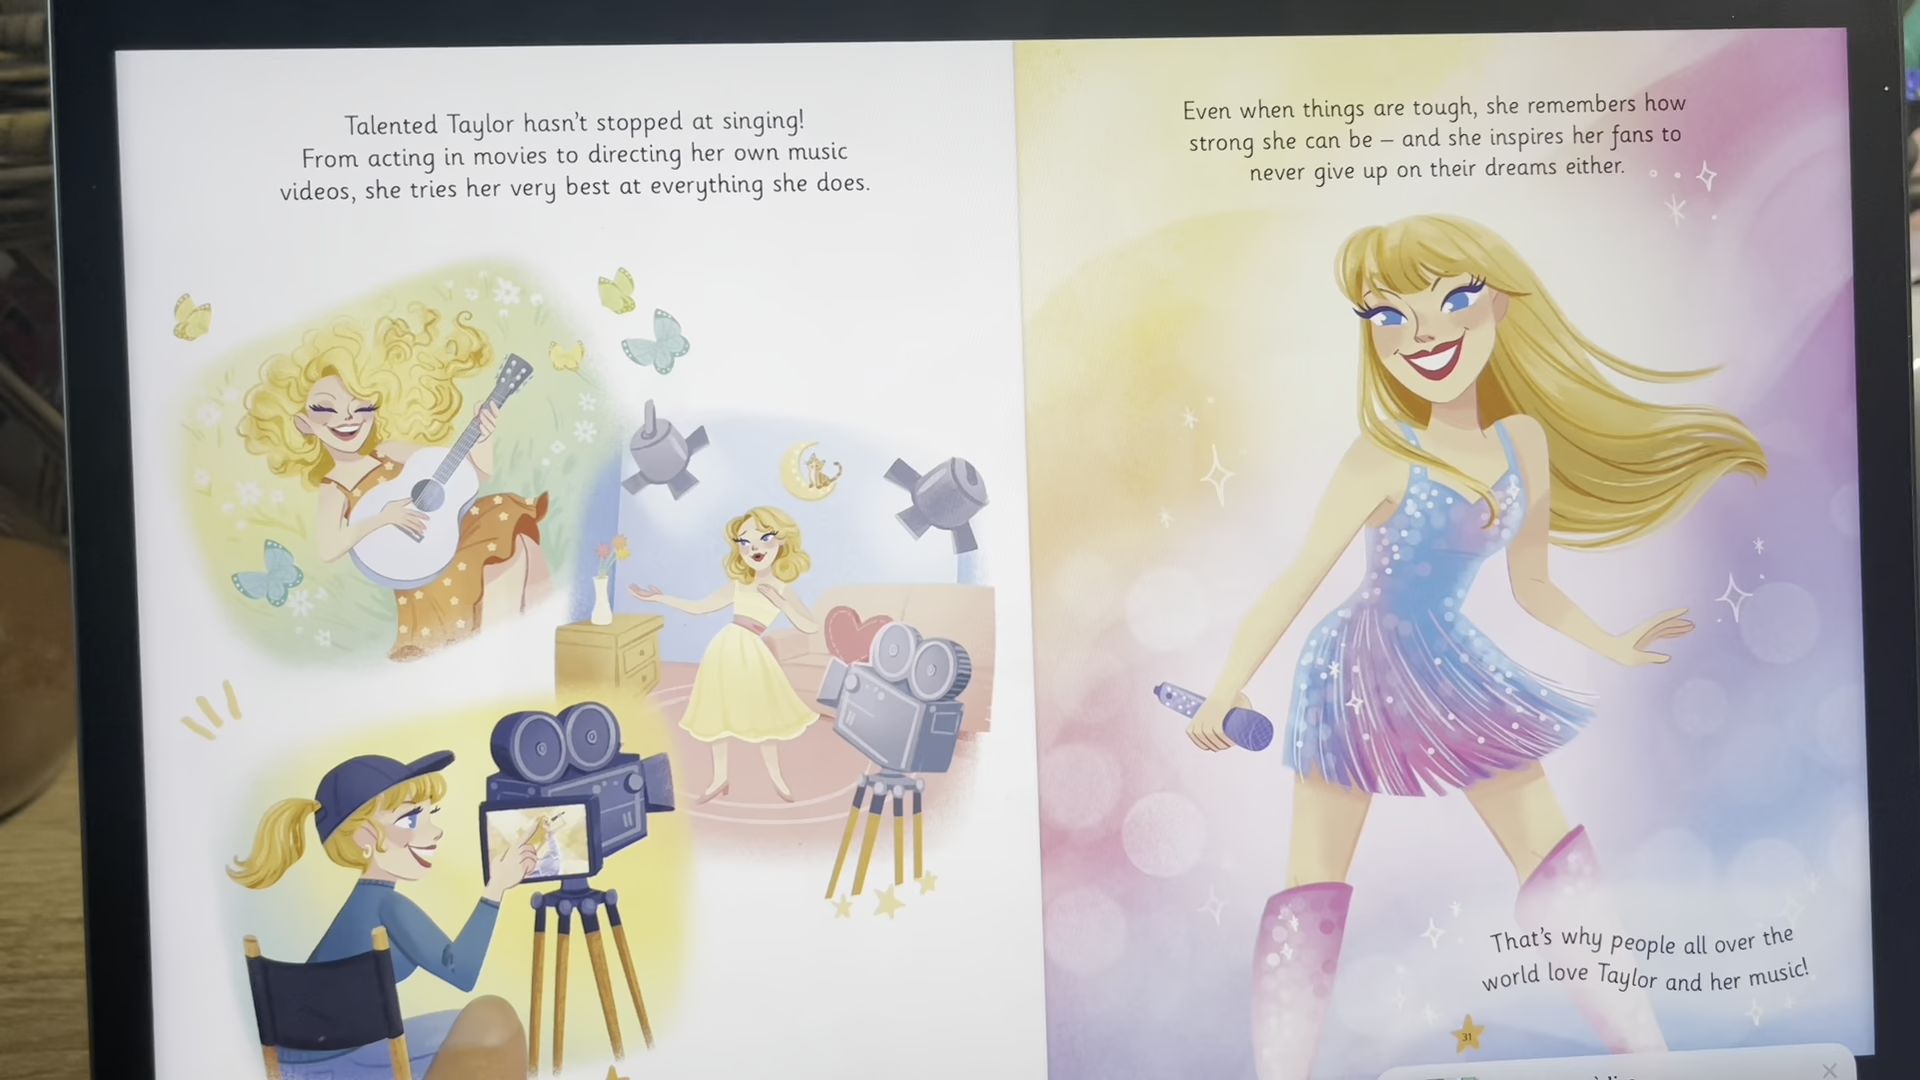 Talented Taylor hasn't stopped at singing!
From acting in movies to directing her own music
videos, she tries her very best at everything she does.
Even when things are tough, she remembers how
strong she can be – and she inspires her fans to
never give up on their dreams either.
That's why people all over the
world love Taylor and her music!
31